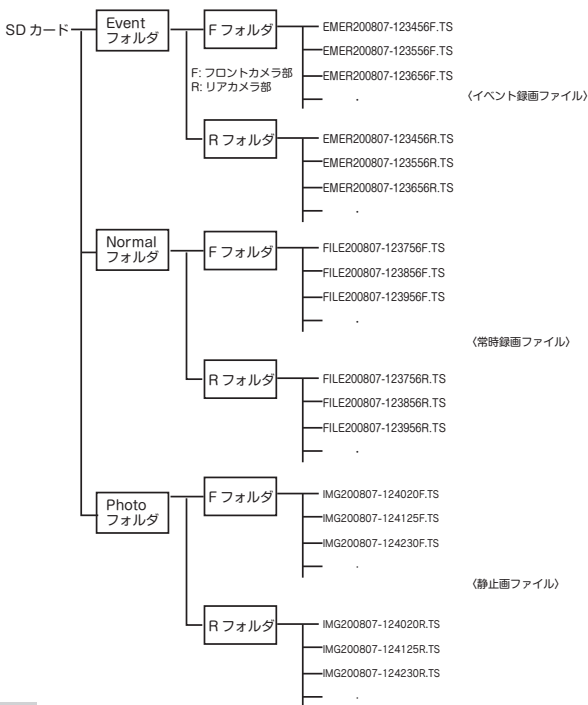 SD カード
Event
フォルダ
F フォルダ
EMER200807-123456F.TS
EMER200807-123556F.TS
EMER200807-123656F.TS
.
F: フロントカメラ部
R: リアカメラ部
〈イベント録画ファイル〉
R フォルダ
EMER200807-123456R.TS
EMER200807-123556R.TS
EMER200807-123656R.TS
.
Normal
フォルダ
F フォルダ
FILE200807-123756F.TS
FILE200807-123856F.TS
FILE200807-123956F.TS
.
〈常時録画ファイル〉
R フォルダ
FILE200807-123756R.TS
FILE200807-123856R.TS
FILE200807-123956R.TS
.
Photo
フォルダ
F フォルダ
IMG200807-124020F.TS
IMG200807-124125F.TS
IMG200807-124230F.TS
.
〈静止画ファイル〉
R フォルダ
IMG200807-124020R.TS
IMG200807-124125R.TS
IMG200807-124230R.TS
.